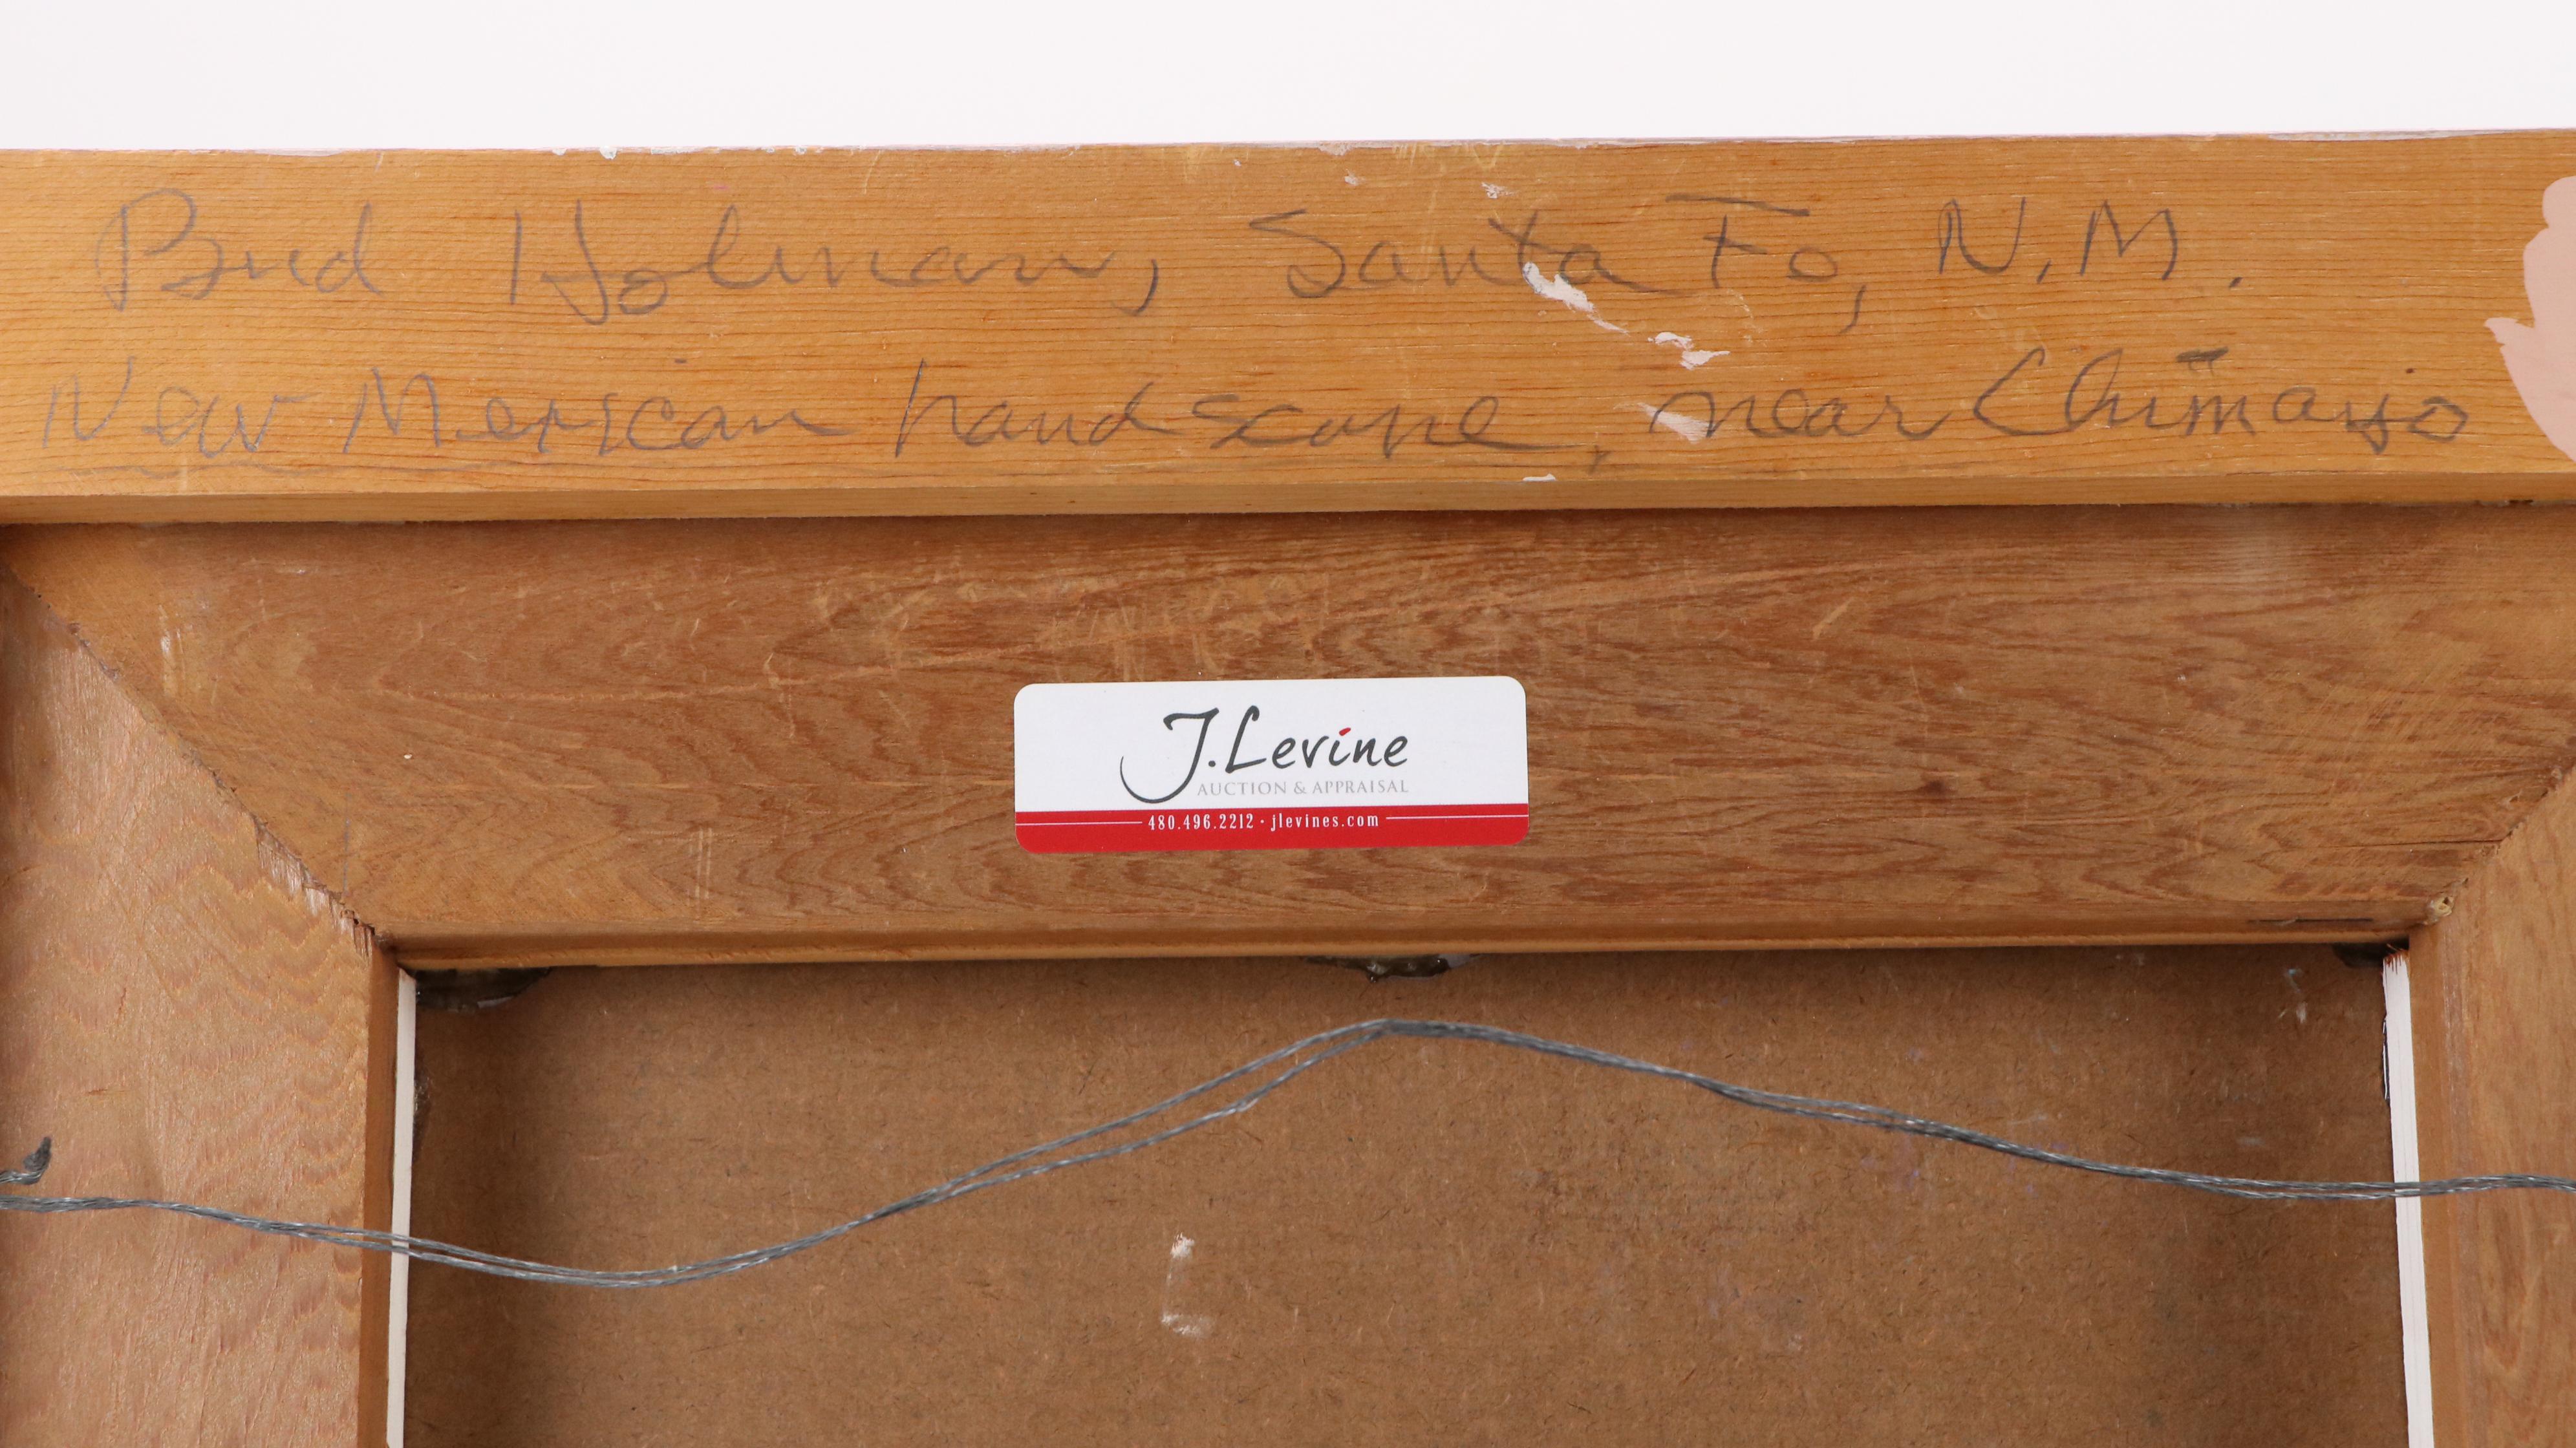 Bud Holman, Santa Fe, N.M.
New Mexican Landscape, near Chimayo
J.Levine
AUCTION & APPRAISAL
480.496.2212 · jlevines.com